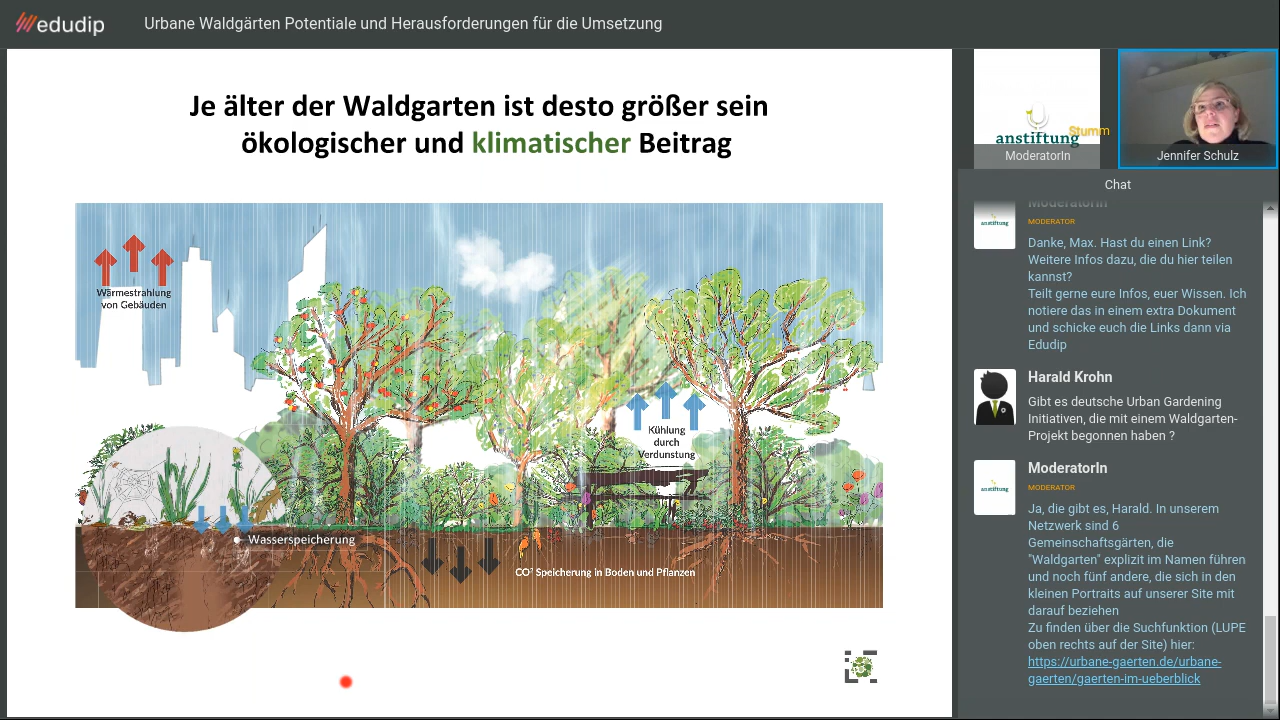 edudip
Urbane Waldgärten Potentiale und Herausforderungen für die Umsetzung
Je älter der Waldgarten ist desto größer sein
ökologischer und klimatischer Beitrag
Wärmestrahlung
von Gebäuden
Kühlung
durch
Verdunstung
Wasserspeicherung
CO² Speicherung in Boden und Pflanzen
Stumm
anstiftung
ModeratorIn
Jennifer Schulz
Chat
ModeratorIn
anstiftung
MODERATOR
Danke, Max. Hast du einen Link?
Weitere Infos dazu, die du hier teilen
kannst?
Teilt gerne eure Infos, euer Wissen. Ich
notiere das in einem extra Dokument
und schicke euch die Links dann via
Edudip
Harald Krohn
Gibt es deutsche Urban Gardening
Initiativen, die mit einem Waldgarten-
Projekt begonnen haben ?
ModeratorIn
anstiftung
MODERATOR
Ja, die gibt es, Harald. In unserem
Netzwerk sind 6
Gemeinschaftsgärten, die
"Waldgarten" explizit im Namen führen
und noch fünf andere, die sich in den
kleinen Portraits auf unserer Site mit
darauf beziehen
Zu finden über die Suchfunktion (LUPE
oben rechts auf der Site) hier:
https://urbane-gaerten.de/urbane-
gaerten/gaerten-im-ueberblick